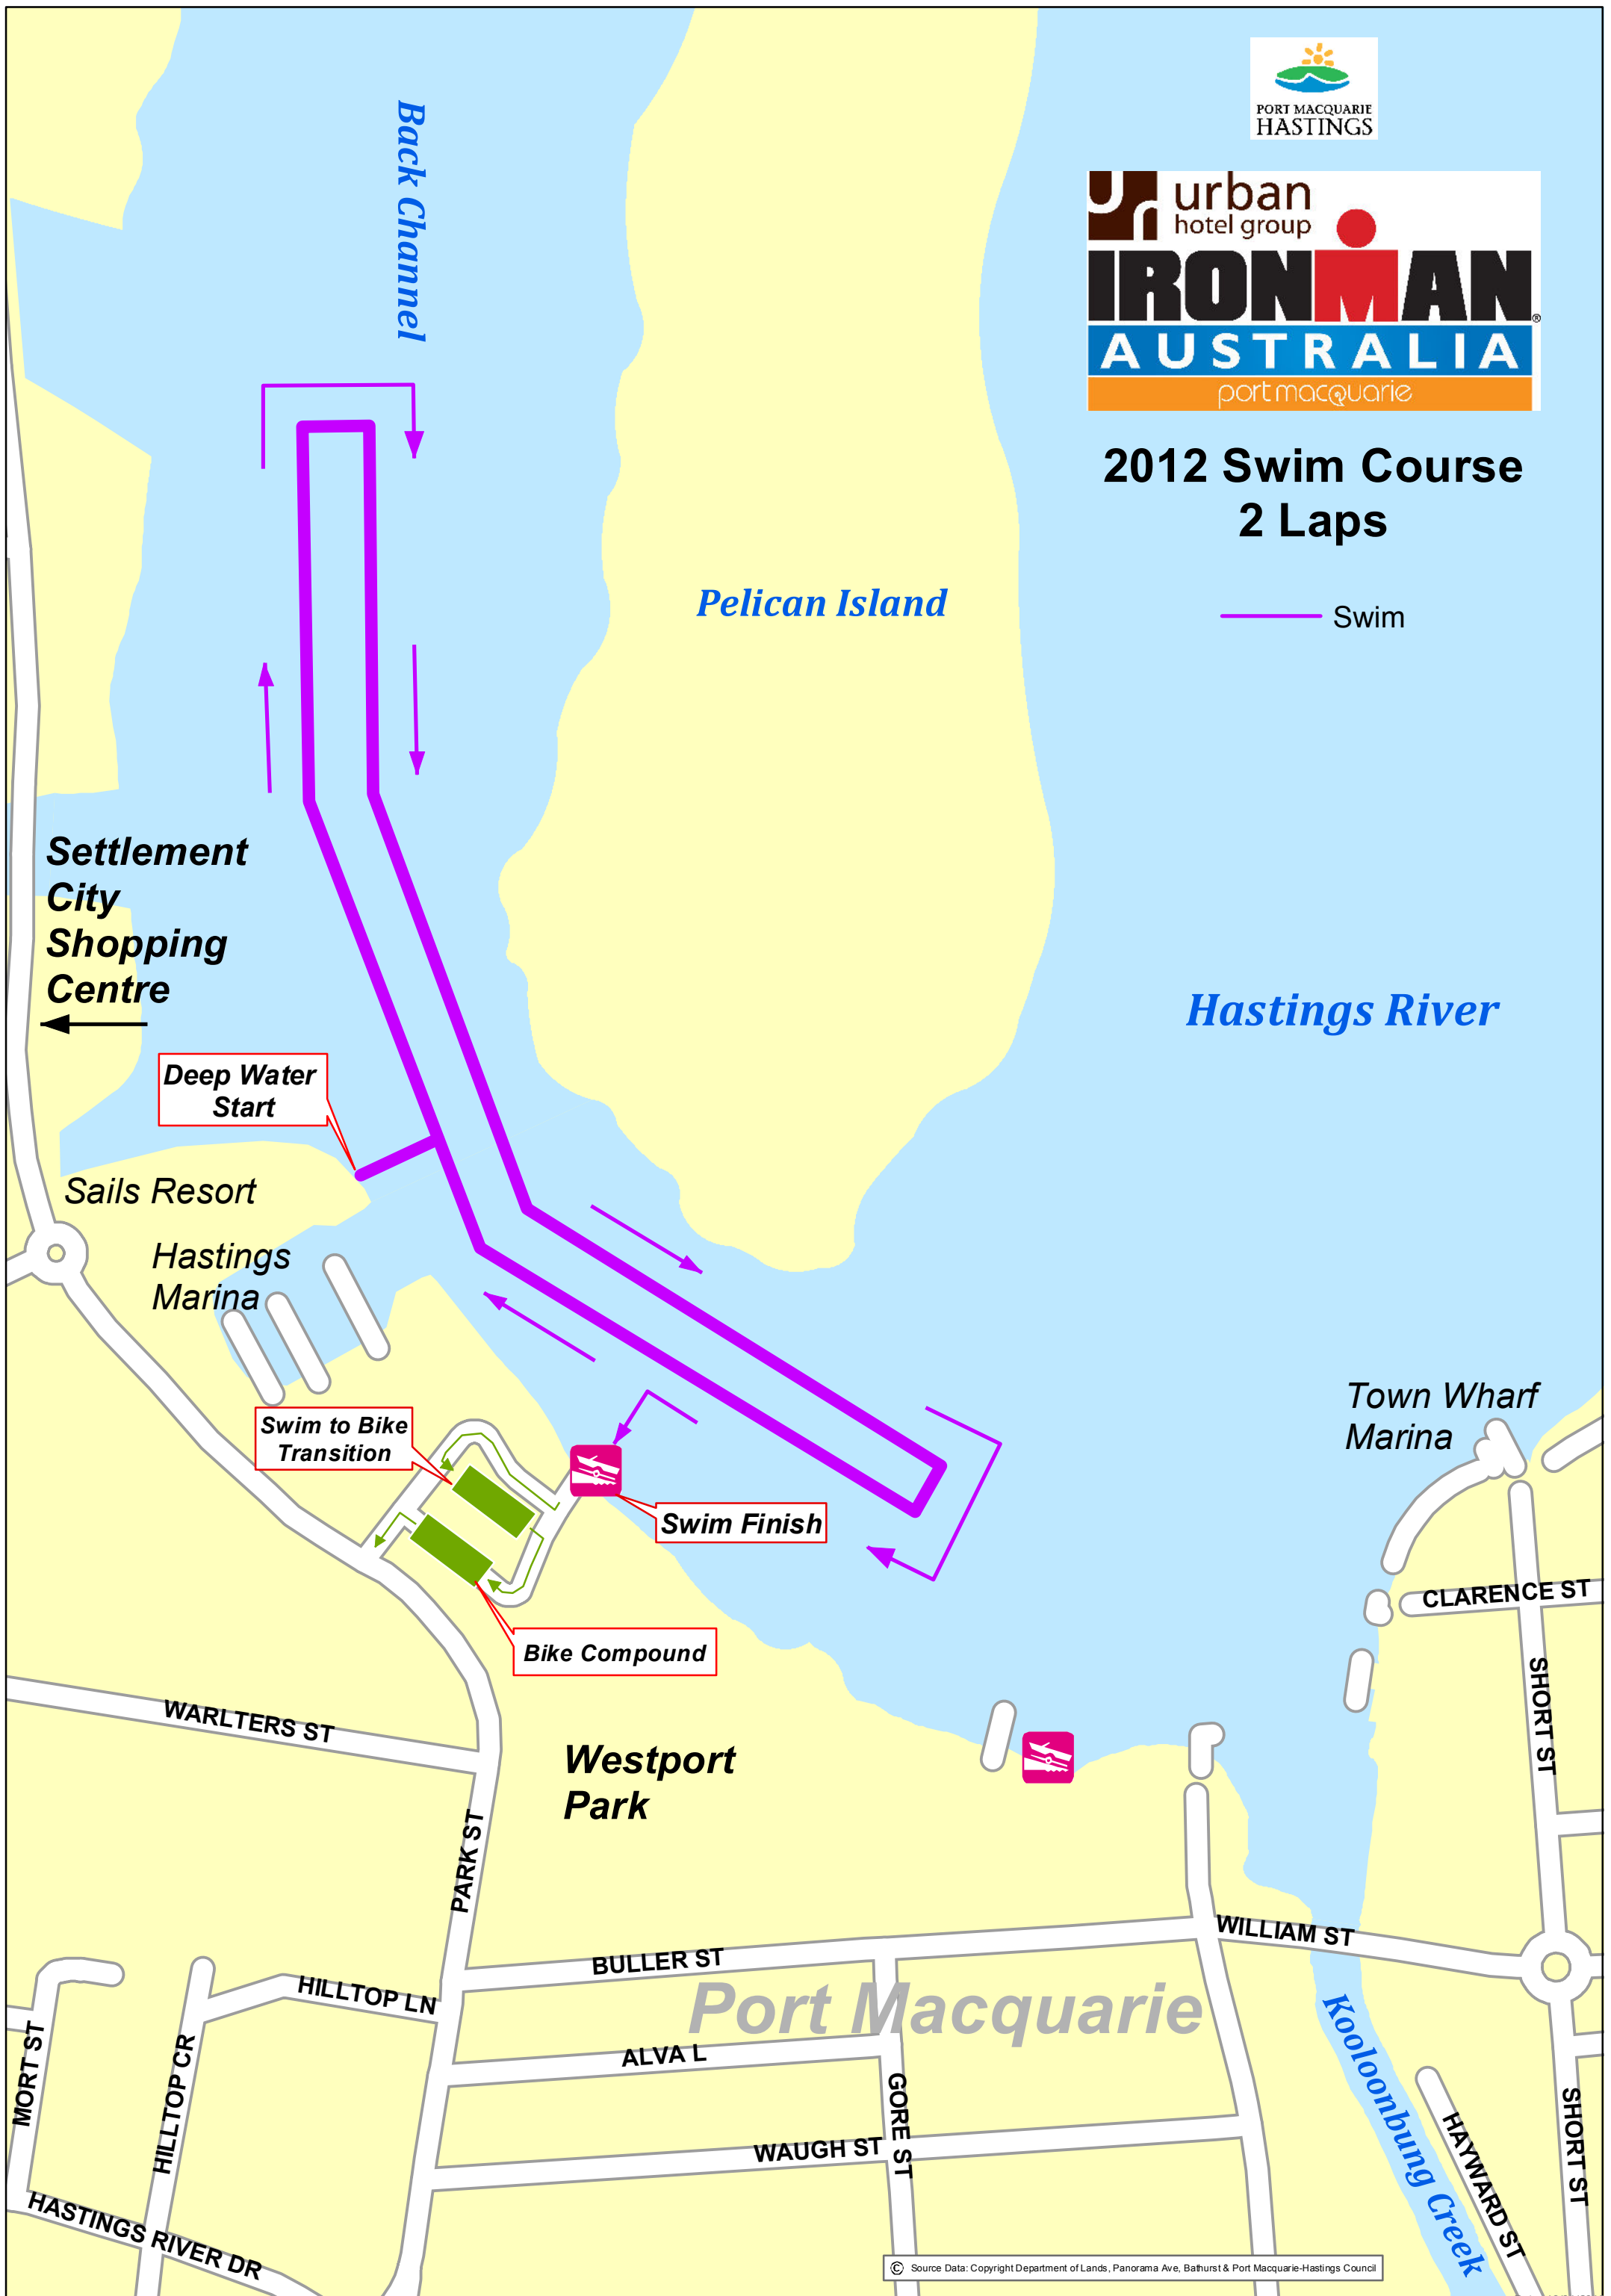 PORT MACQUARIE
HASTINGS
urban
hotel group
IRONMAN®
AUSTRALIA
port macquarie
2012 Swim Course
2 Laps
Swim
Back Channel
Pelican Island
Hastings River
Settlement
City
Shopping
Centre
Deep Water
Start
Sails Resort
Hastings
Marina
Swim to Bike
Transition
Swim Finish
Bike Compound
Town Wharf
Marina
CLARENCE ST
SHORT ST
WARLTERS ST
Westport
Park
PARK ST
BULLER ST
WILLIAM ST
HILLTOP LN
Port Macquarie
MORT ST
HILLTOP CR
ALVA L
GORE ST
WAUGH ST
Kooloonbung Creek
HAYWARD ST
SHORT ST
HASTINGS RIVER DR
© Source Data: Copyright Department of Lands, Panorama Ave, Bathurst & Port Macquarie-Hastings Council